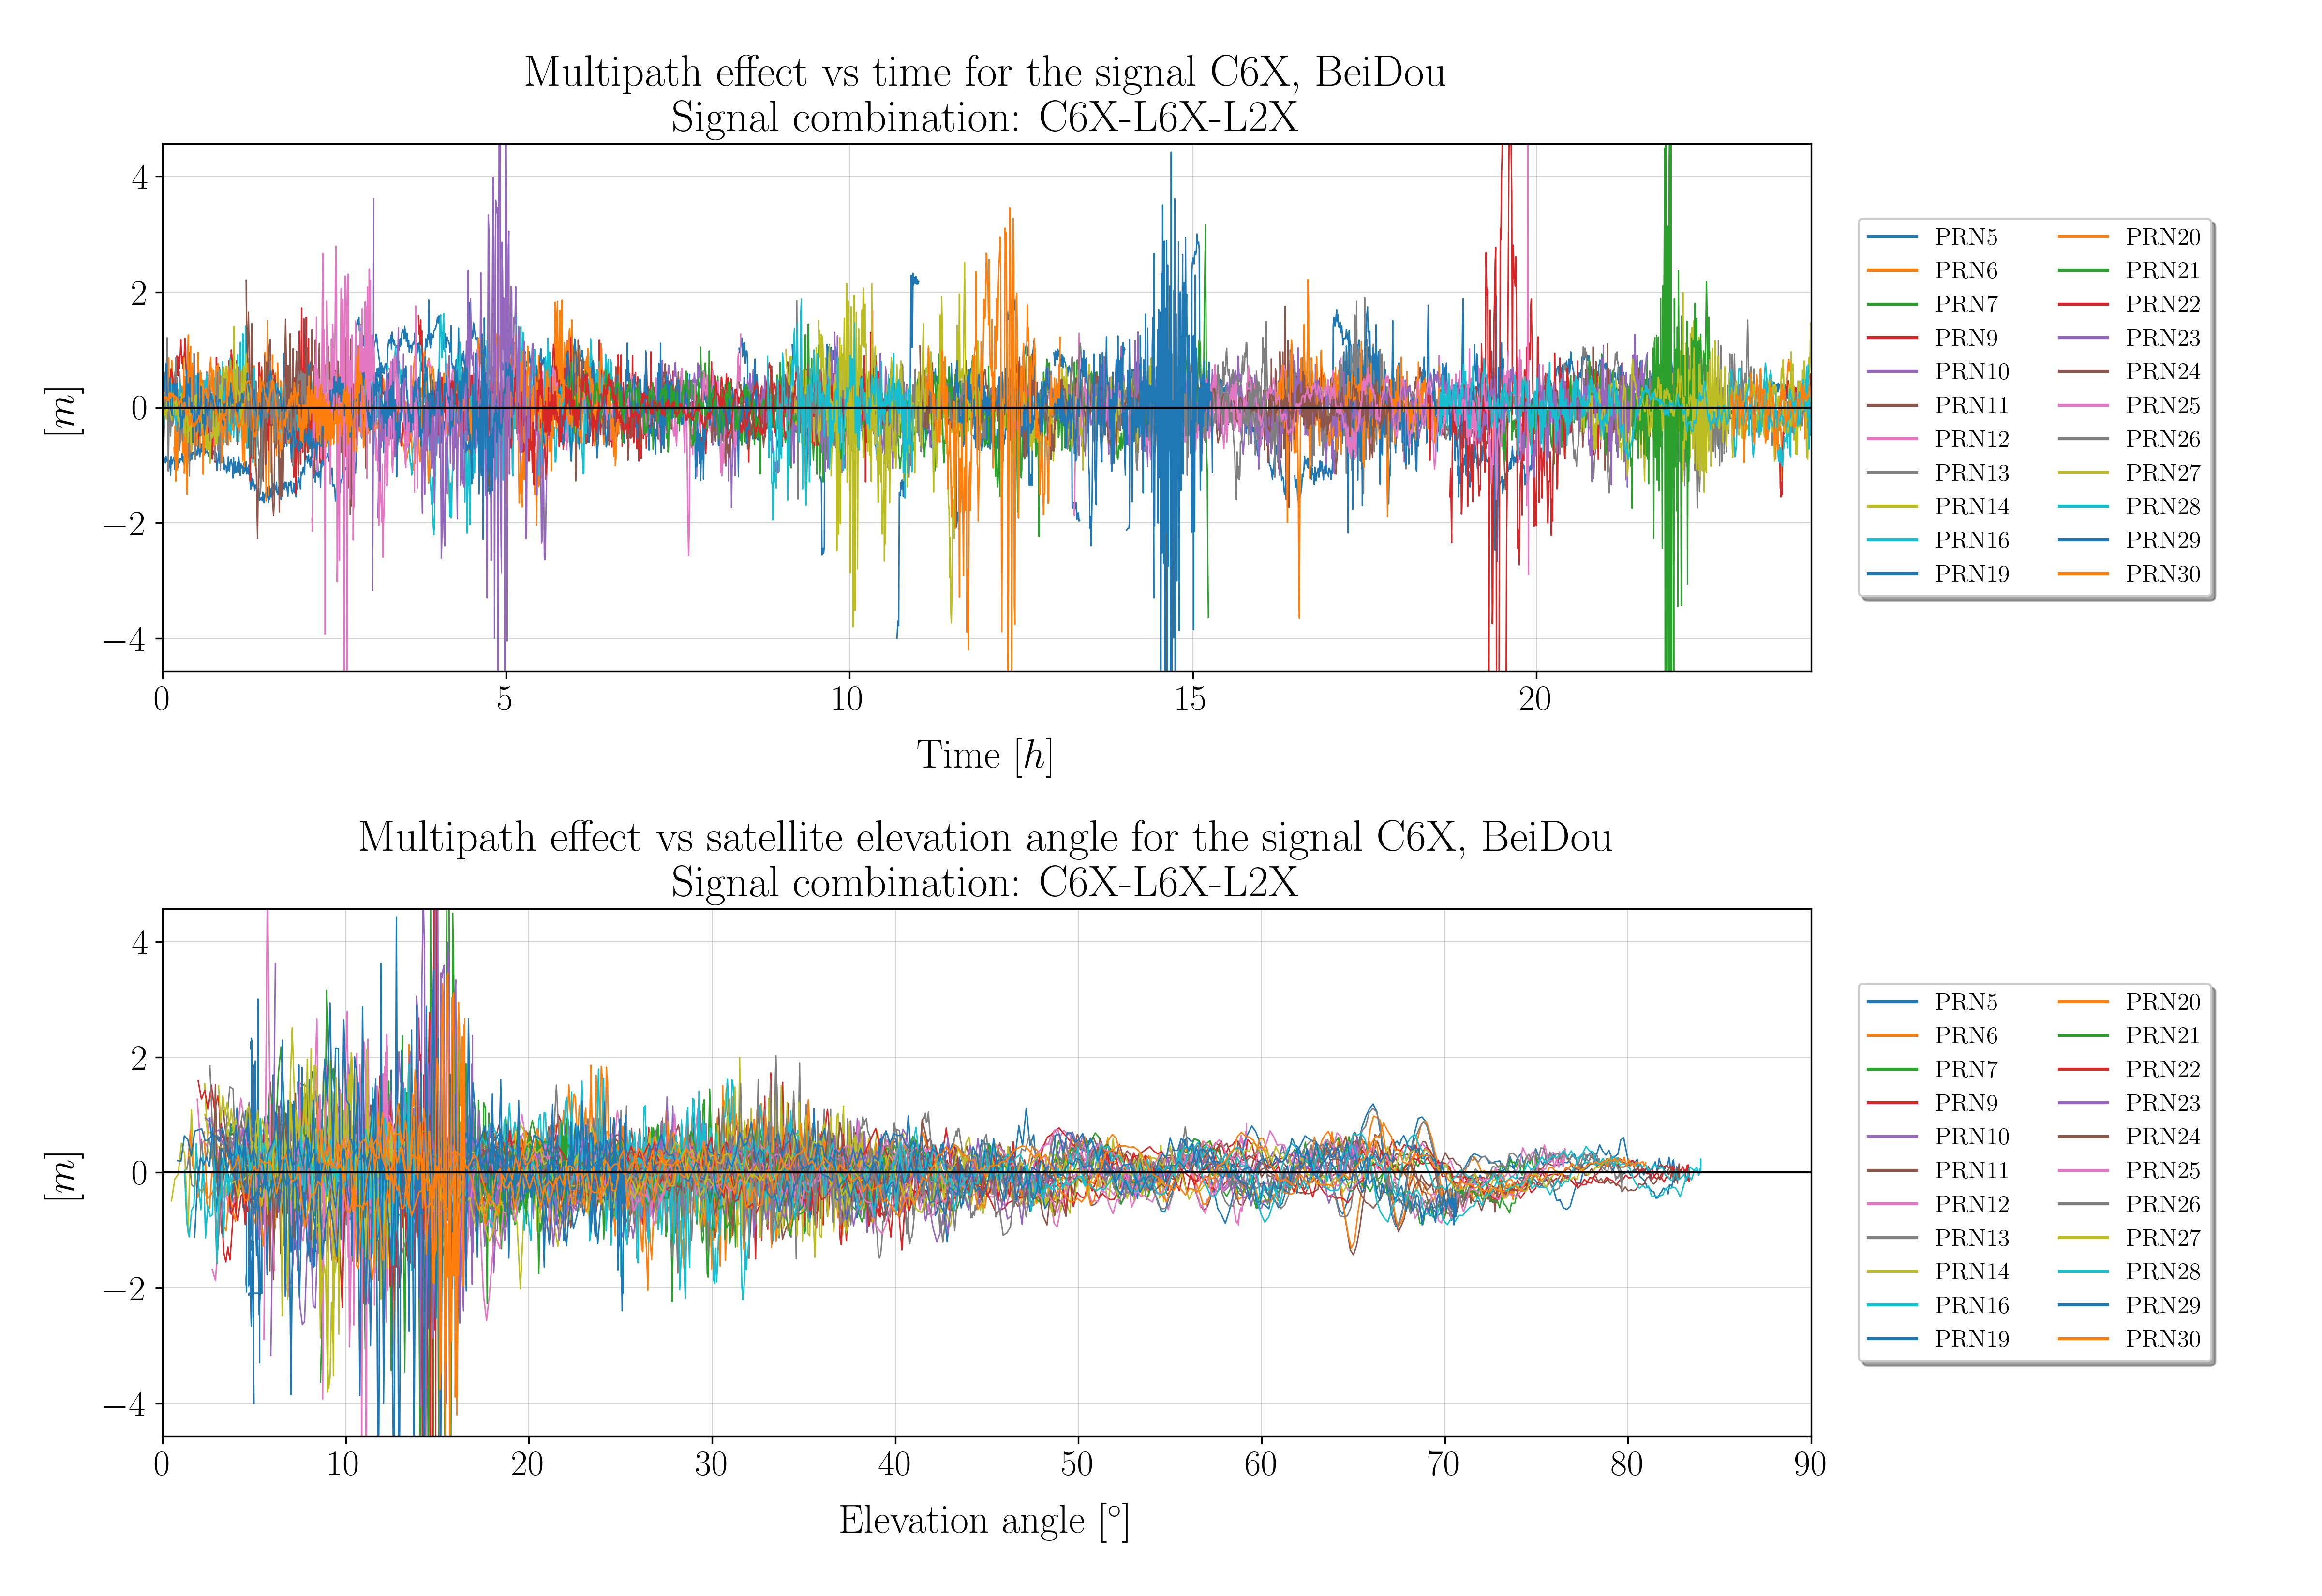 Multipath effect vs time for the signal C6X, BeiDou
Signal combination: C6X-L6X-L2X
[m]
4
2
0
−2
−4
0 5 10 15 20
Time [h]
PRN5 PRN20
PRN6 PRN21
PRN7 PRN22
PRN9 PRN23
PRN10 PRN24
PRN11 PRN25
PRN12 PRN26
PRN13 PRN27
PRN14 PRN28
PRN16 PRN29
PRN19 PRN30
Multipath effect vs satellite elevation angle for the signal C6X, BeiDou
Signal combination: C6X-L6X-L2X
[m]
4
2
0
−2
−4
0 10 20 30 40 50 60 70 80 90
Elevation angle [°]
PRN5 PRN20
PRN6 PRN21
PRN7 PRN22
PRN9 PRN23
PRN10 PRN24
PRN11 PRN25
PRN12 PRN26
PRN13 PRN27
PRN14 PRN28
PRN16 PRN29
PRN19 PRN30